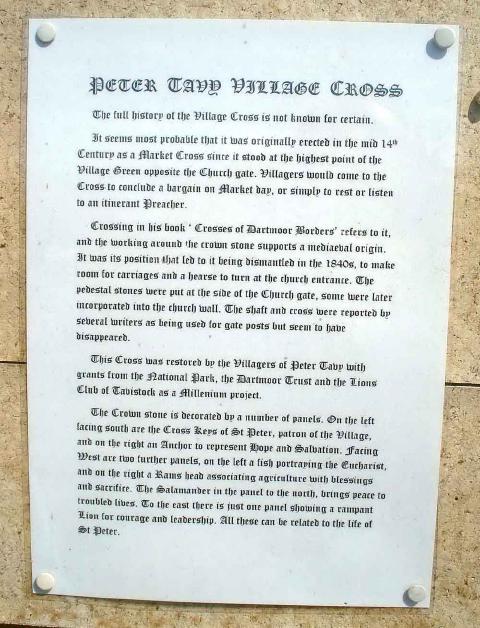 PETER TAVY VILLAGE CROSS
The full history of the Village Cross is not known for certain.
It seems most probable that it was originally erected in the mid 14th
Century as a Market Cross since it stood at the highest point of the
Village Green opposite the Church gate. Villagers would come to the
Cross to conclude a bargain on Market day, or simply to rest or listen
to an itinerant Preacher.
Crossing in his book ' Crosses of Dartmoor Borders' refers to it,
and the working around the crown stone supports a mediaeval origin.
It was its position that led to it being dismantled in the 1840s, to make
room for carriages and a hearse to turn at the church entrance. The
pedestal stones were put at the side of the Church gate, some were later
incorporated into the church wall. The shaft and cross were reported by
several writers as being used for gate posts but seem to have
disappeared.
This Cross was restored by the Villagers of Peter Tavy with
grants from the National Park, the Dartmoor Trust and the Lions
Club of Tavistock as a Millenium project.
The Crown stone is decorated by a number of panels. On the left
facing south are the Cross Keys of St Peter, patron of the Village,
and on the right an Anchor to represent Hope and Salvation. Facing
West are two further panels, on the left a fish portraying the Eucharist,
and on the right a Rams head associating agriculture with blessings
and sacrifice. The Salamander in the panel to the north, brings peace to
troubled lives. To the east there is just one panel showing a rampant
Lion for courage and leadership. All these can be related to the life of
St Peter.